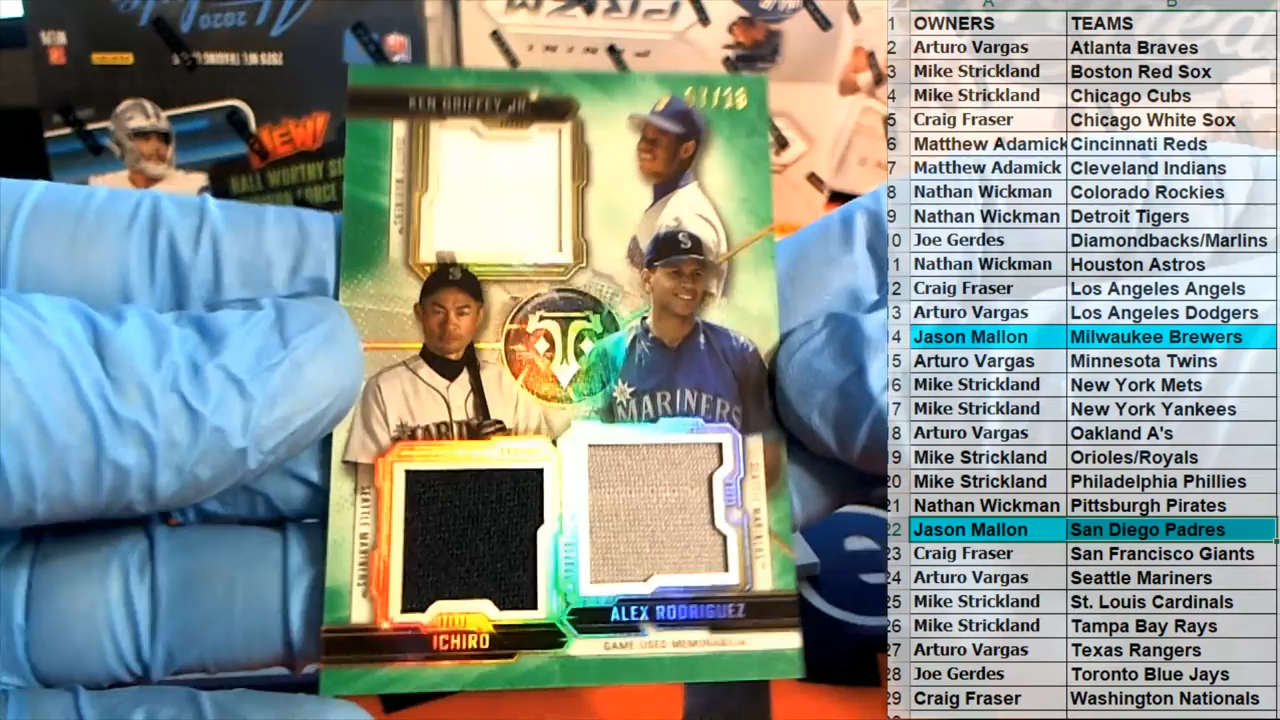 2020
NEW!
PRIZM
PANINI
KEN GRIFFEY JR.
S
S
MARINERS
SEATTLE MARINERS
ICHIRO
ALEX RODRIGUEZ
GAME-USED MEMORABILIA
A B
1 OWNERS TEAMS
2 Arturo Vargas Atlanta Braves
3 Mike Strickland Boston Red Sox
4 Mike Strickland Chicago Cubs
5 Craig Fraser Chicago White Sox
6 Matthew Adamick Cincinnati Reds
7 Matthew Adamick Cleveland Indians
8 Nathan Wickman Colorado Rockies
9 Nathan Wickman Detroit Tigers
10 Joe Gerdes Diamondbacks/Marlins
11 Nathan Wickman Houston Astros
12 Craig Fraser Los Angeles Angels
13 Arturo Vargas Los Angeles Dodgers
14 Jason Mallon Milwaukee Brewers
15 Arturo Vargas Minnesota Twins
16 Mike Strickland New York Mets
17 Mike Strickland New York Yankees
18 Arturo Vargas Oakland A's
19 Mike Strickland Orioles/Royals
20 Mike Strickland Philadelphia Phillies
21 Nathan Wickman Pittsburgh Pirates
22 Jason Mallon San Diego Padres
23 Craig Fraser San Francisco Giants
24 Arturo Vargas Seattle Mariners
25 Mike Strickland St. Louis Cardinals
26 Mike Strickland Tampa Bay Rays
27 Arturo Vargas Texas Rangers
28 Joe Gerdes Toronto Blue Jays
29 Craig Fraser Washington Nationals